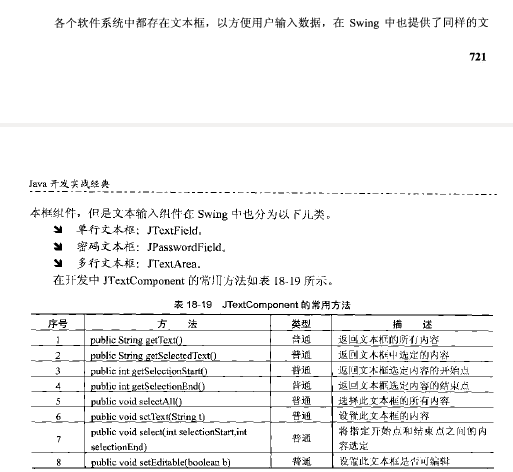 各个软件系统中都存在文本框，以方便用户输入数据，在 Swing 中也提供了同样的文
721
Java 开发实战经典
本框组件，但是文本输入组件在 Swing 中也分为以下几类。
单行文本框：JTextField。
密码文本框：JPasswordField。
多行文本框：JTextArea。
在开发中 JTextComponent 的常用方法如表 18-19 所示。
表 18-19 JTextComponent 的常用方法
序号 方 法 类型 描 述
1 public String getText() 普通 返回文本框的所有内容
2 public String getSelectedText() 普通 返回文本框中选定的内容
3 public int getSelectionStart() 普通 返回文本框选定内容的开始点
4 public int getSelectionEnd() 普通 返回文本框选定内容的结束点
5 public void selectAll() 普通 选择此文本框的所有内容
6 public void setText(String t) 普通 设置此文本框的内容
7 public void select(int selectionStart,int 普通 将指定开始点和结束点之间的内
selectionEnd) 容选定
8 public void setEditable(boolean b) 普通 设置此文本框是否可编辑